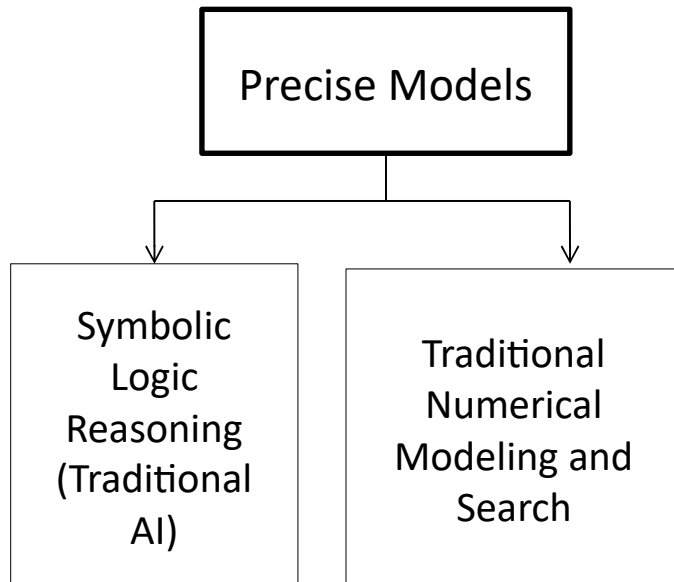 Precise Models
Symbolic
Logic
Reasoning
(Traditional
AI)
Traditional
Numerical
Modeling and
Search